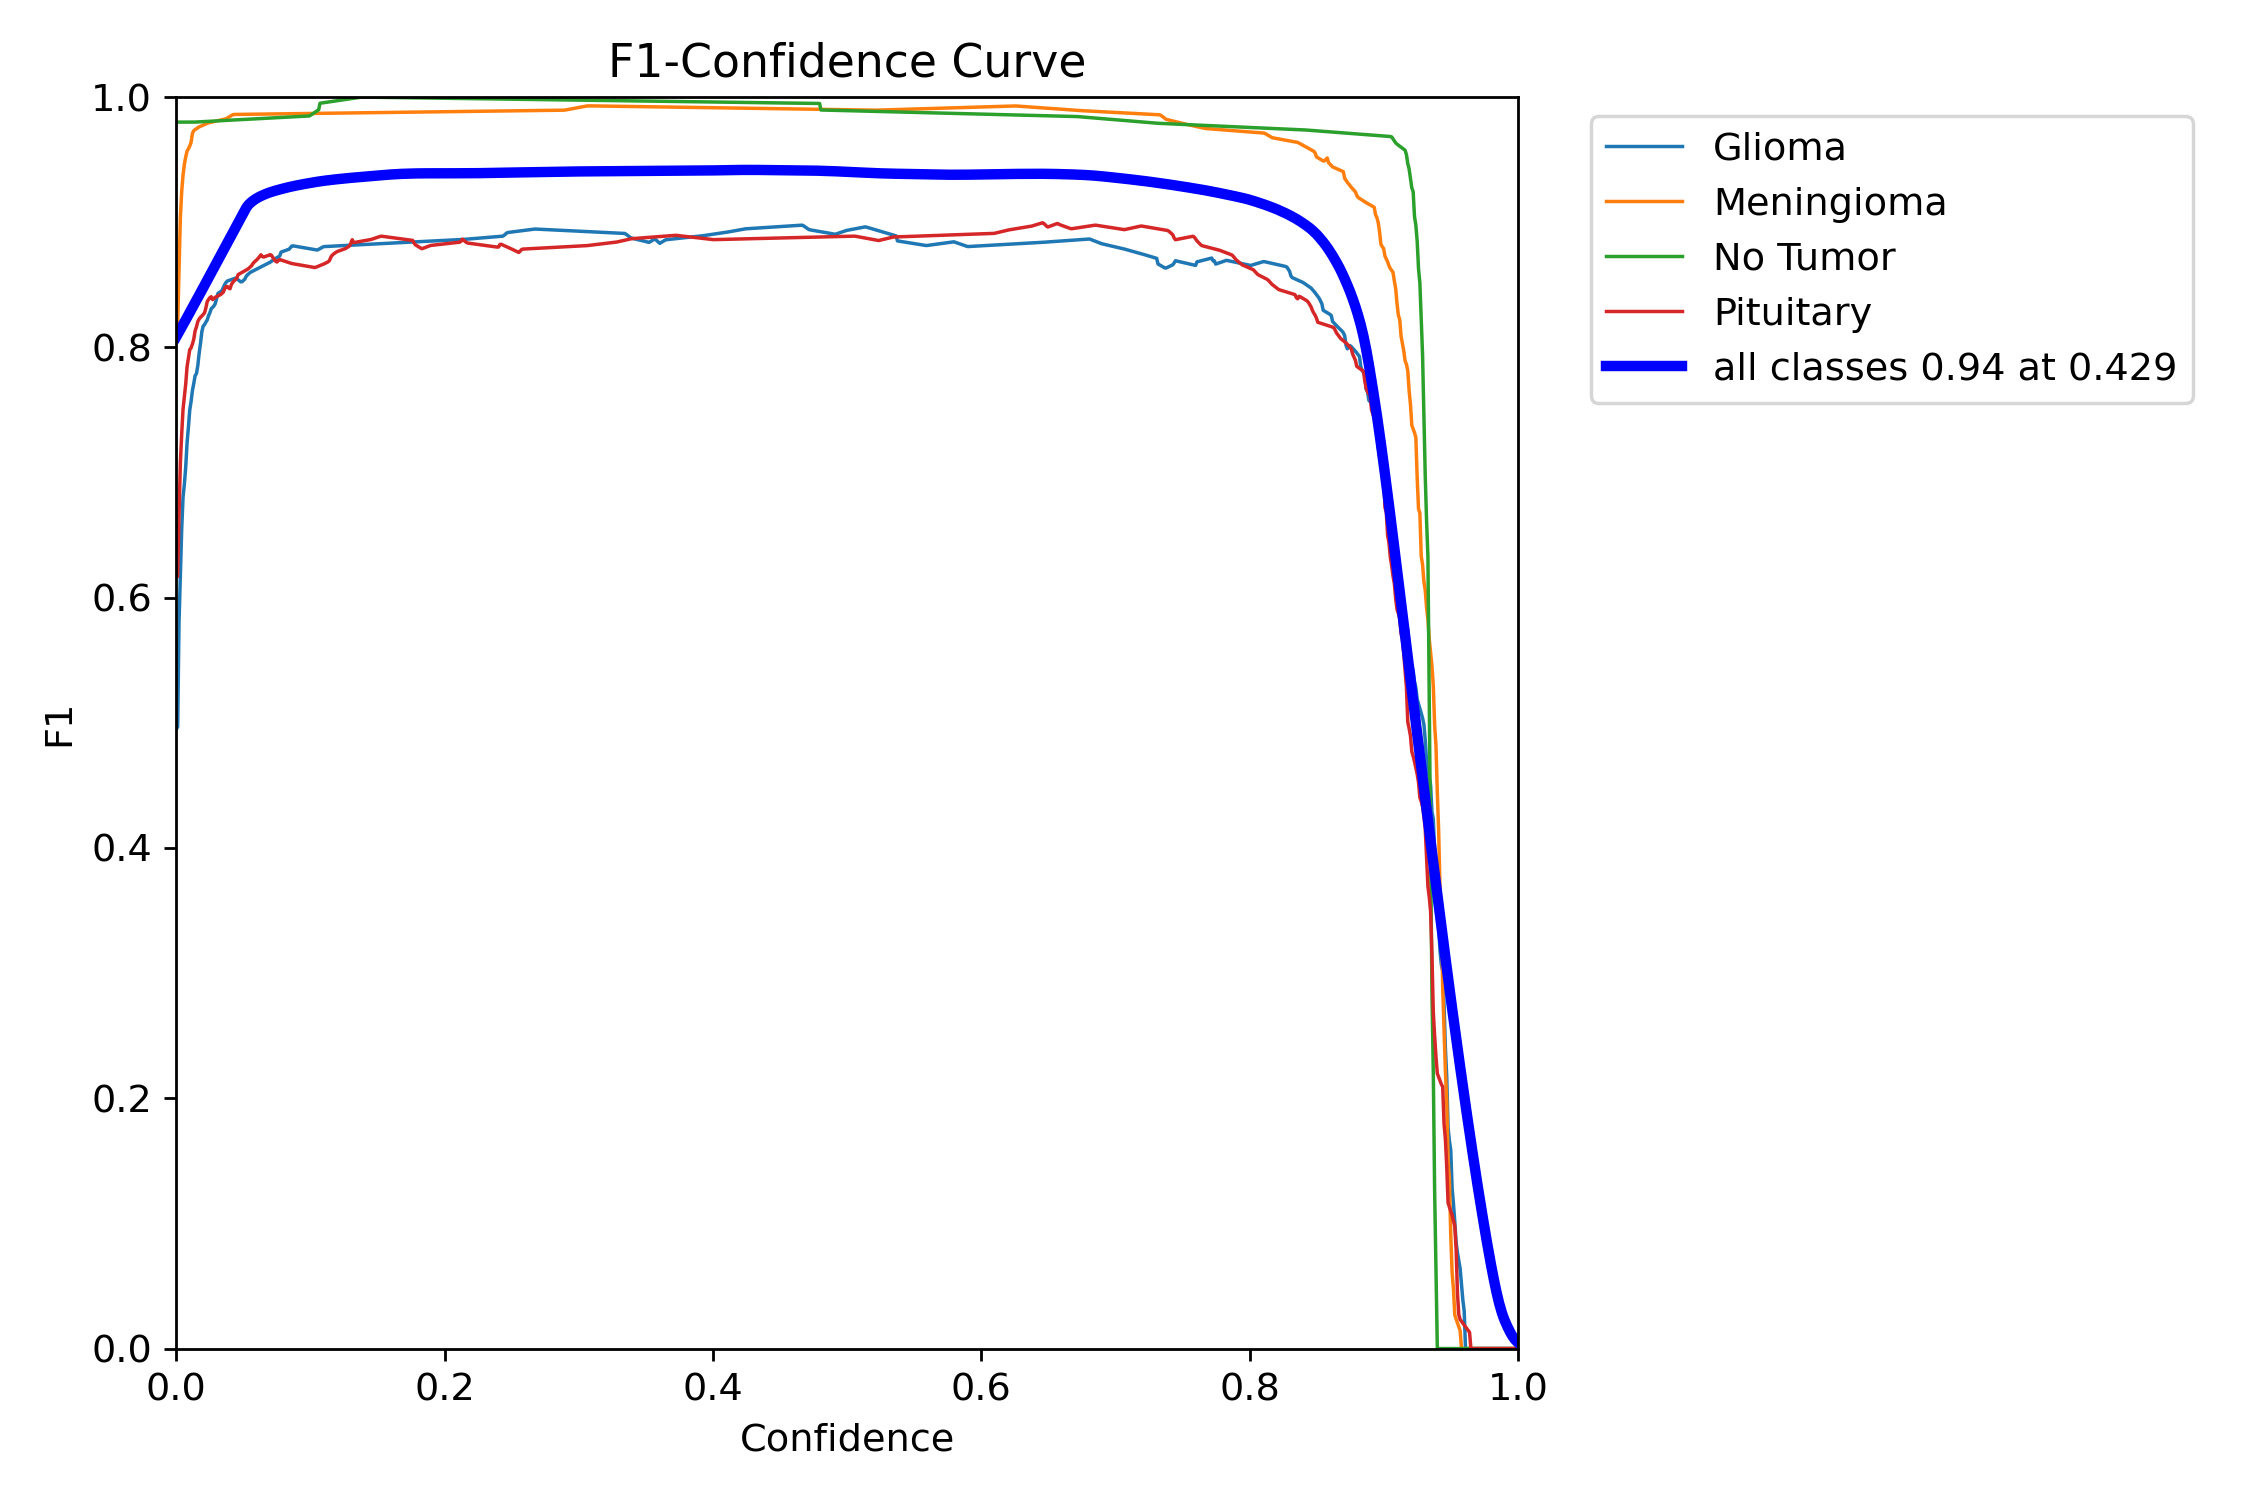 F1-Confidence Curve
1.0
0.8
0.6
0.4
0.2
0.0
F1
0.0 0.2 0.4 0.6 0.8 1.0
Confidence
Glioma
Meningioma
No Tumor
Pituitary
all classes 0.94 at 0.429